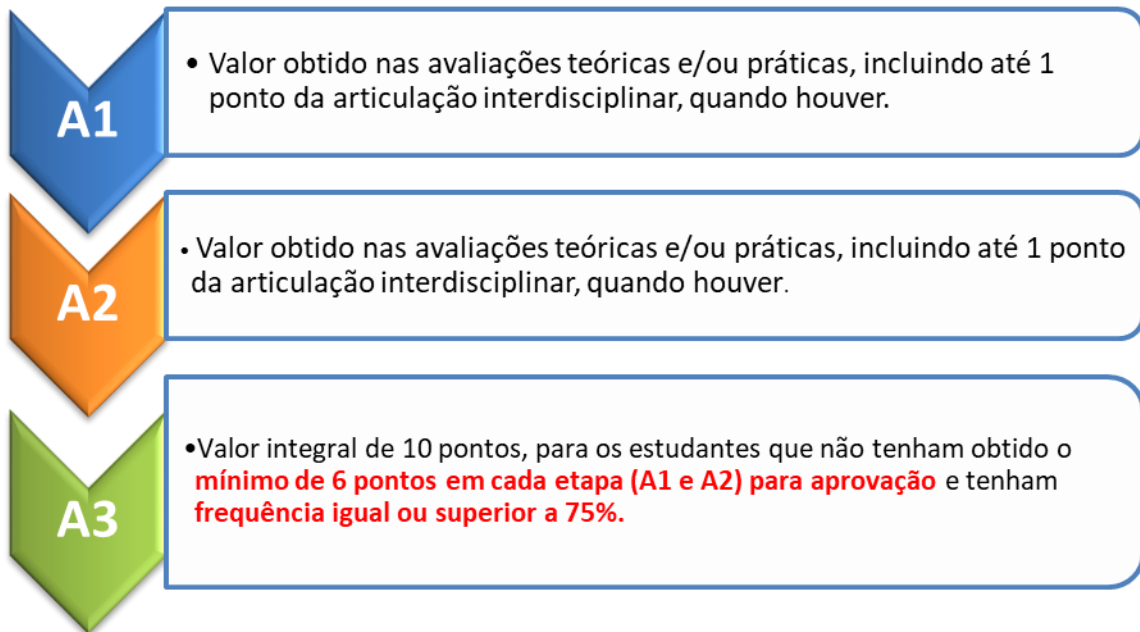 A1
• Valor obtido nas avaliações teóricas e/ou práticas, incluindo até 1
ponto da articulação interdisciplinar, quando houver.
A2
• Valor obtido nas avaliações teóricas e/ou práticas, incluindo até 1 ponto
da articulação interdisciplinar, quando houver.
A3
•Valor integral de 10 pontos, para os estudantes que não tenham obtido o
mínimo de 6 pontos em cada etapa (A1 e A2) para aprovação e tenham
frequência igual ou superior a 75%.